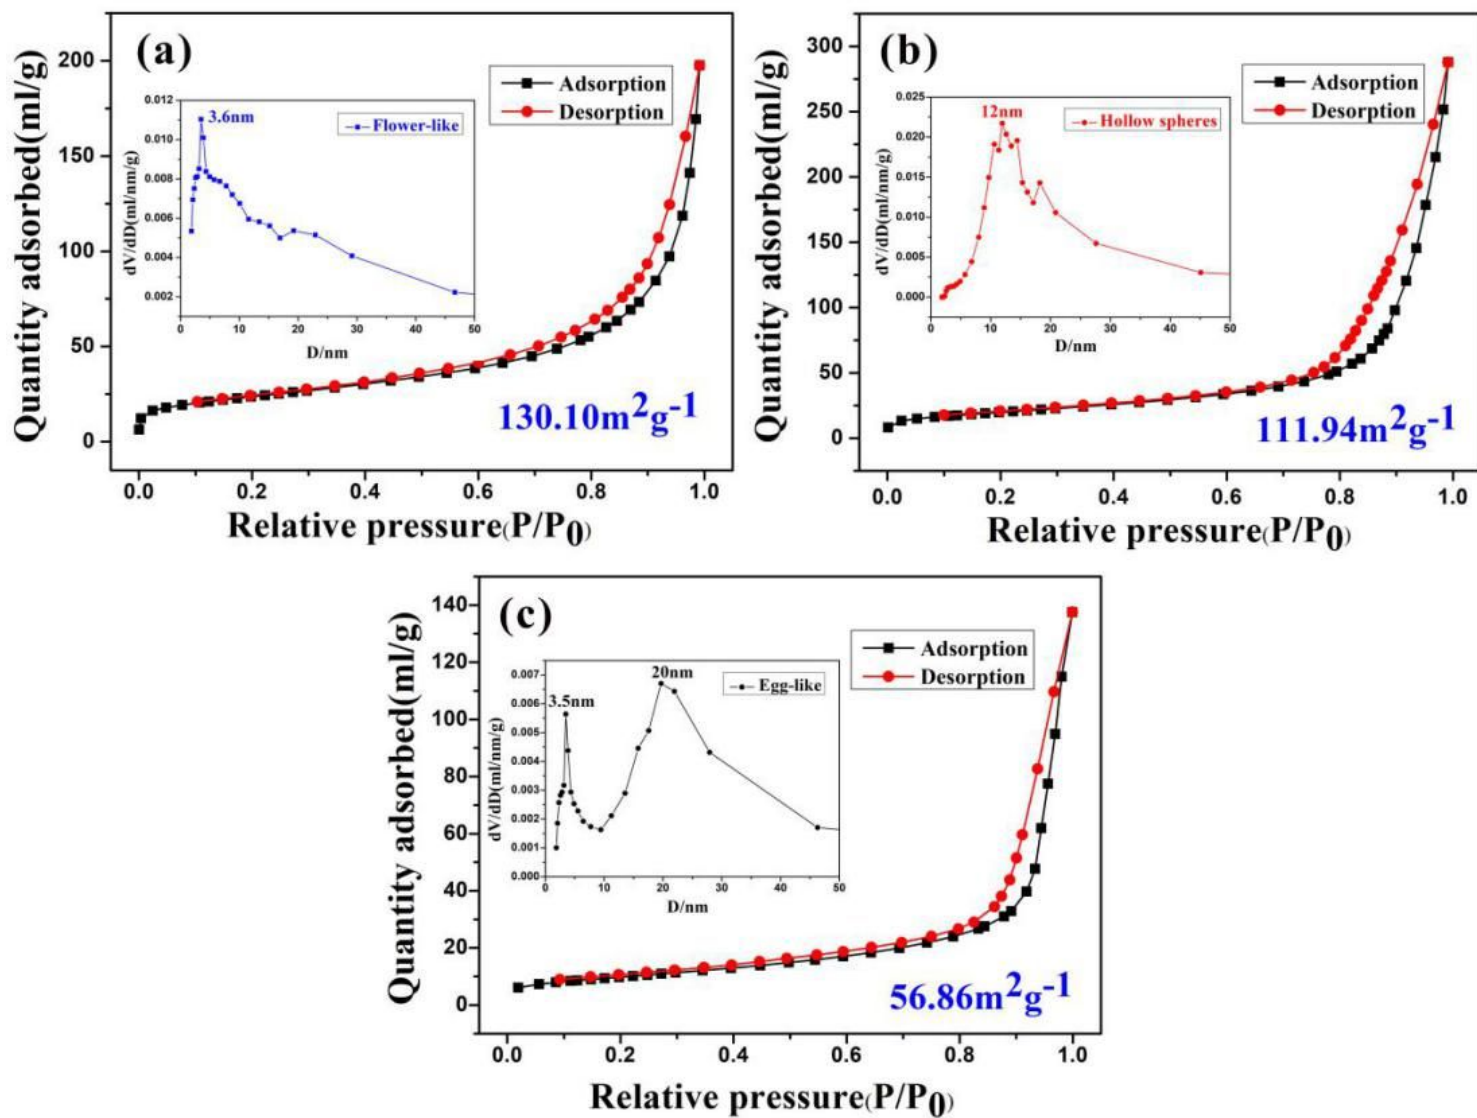 (a)
Adsorption
Desorption
3.6nm
Flower-like
0.012
0.010
0.008
0.006
0.004
0.002
dV/dD(ml/nm/g)
0 10 20 30 40 50
D/nm
200
150
100
50
0
Quantity adsorbed(ml/g)
130.10m²g⁻¹
0.0 0.2 0.4 0.6 0.8 1.0
Relative pressure(P/P₀)
(b)
Adsorption
Desorption
12nm
Hollow spheres
0.025
0.020
0.015
0.010
0.005
0.000
dV/dD(ml/nm/g)
0 10 20 30 40 50
D/nm
300
250
200
150
100
50
0
Quantity adsorbed(ml/g)
111.94m²g⁻¹
0.0 0.2 0.4 0.6 0.8 1.0
Relative pressure(P/P₀)
(c)
Adsorption
Desorption
3.5nm
20nm
Egg-like
0.007
0.006
0.005
0.004
0.003
0.002
0.001
0.000
dV/dD(ml/nm/g)
0 10 20 30 40 50
D/nm
140
120
100
80
60
40
20
0
Quantity adsorbed(ml/g)
56.86m²g⁻¹
0.0 0.2 0.4 0.6 0.8 1.0
Relative pressure(P/P₀)